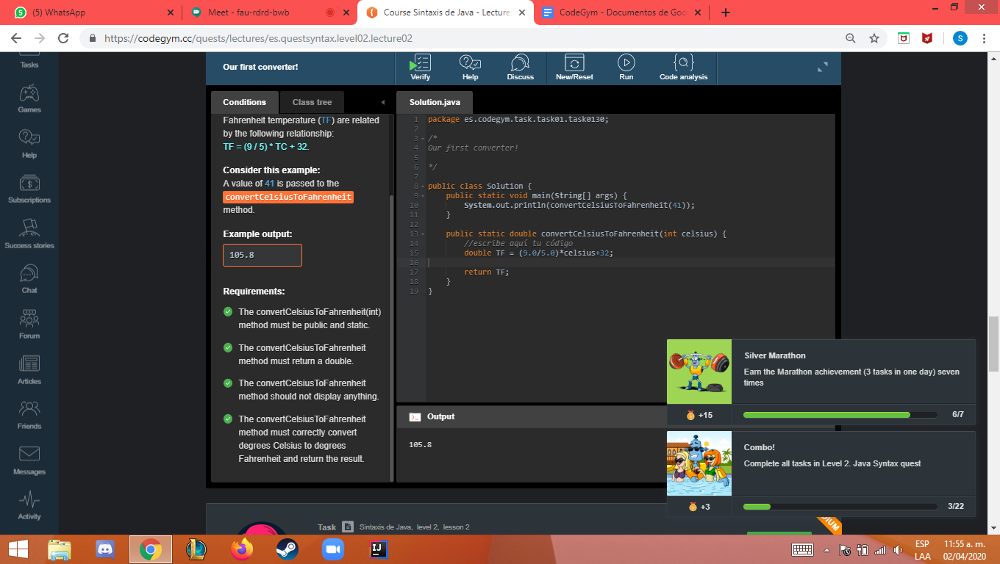 (5) WhatsApp
Meet - fau-rdrd-bwb
Course Sintaxis de Java - Lecture
CodeGym - Documentos de Goo
https://codegym.cc/quests/lectures/es.questsyntax.level02.lecture02
S
Tasks
Games
Help
Subscriptions
Success stories
Chat
Forum
Articles
Friends
Messages
Activity
Our first converter!
Verify
Help
Discuss
New/Reset
Run
Code analysis
Conditions
Class tree
Fahrenheit temperature (TF) are related
by the following relationship:
TF = (9 / 5) * TC + 32.
Consider this example:
A value of 41 is passed to the
convertCelsiusToFahrenheit
method.
Example output:
105.8
Requirements:
The convertCelsiusToFahrenheit(int)
method must be public and static.
The convertCelsiusToFahrenheit
method must return a double.
The convertCelsiusToFahrenheit
method should not display anything.
The convertCelsiusToFahrenheit
method must correctly convert
degrees Celsius to degrees
Fahrenheit and return the result.
Solution.java
1 package es.codegym.task.task01.task0130;
2
3 /*
4 Our first converter!
5
6 */
7
8 public class Solution {
9 public static void main(String[] args) {
10 System.out.println(convertCelsiusToFahrenheit(41));
11 }
12
13 public static double convertCelsiusToFahrenheit(int celsius) {
14 //escribe aquí tu código
15 double TF = (9.0/5.0)*celsius+32;
16
17 return TF;
18 }
19 }
Output
105.8
Silver Marathon
Earn the Marathon achievement (3 tasks in one day) seven
times
+15
6/7
Combo!
Complete all tasks in Level 2. Java Syntax quest
+3
3/22
Task
Sintaxis de Java, level 2, lesson 2
IJ
ESP
LAA
11:55 a. m.
02/04/2020